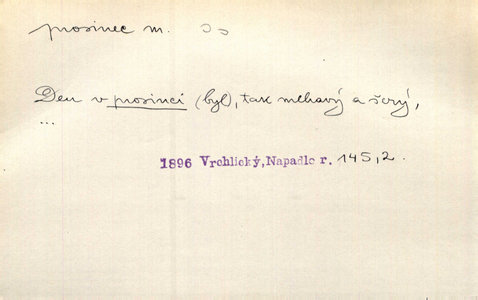 prosinec m.
Den v prosinci (byl), tak mlhavý a šerý,
...
1896 Vrchlický, Napadlo r. 145,2.